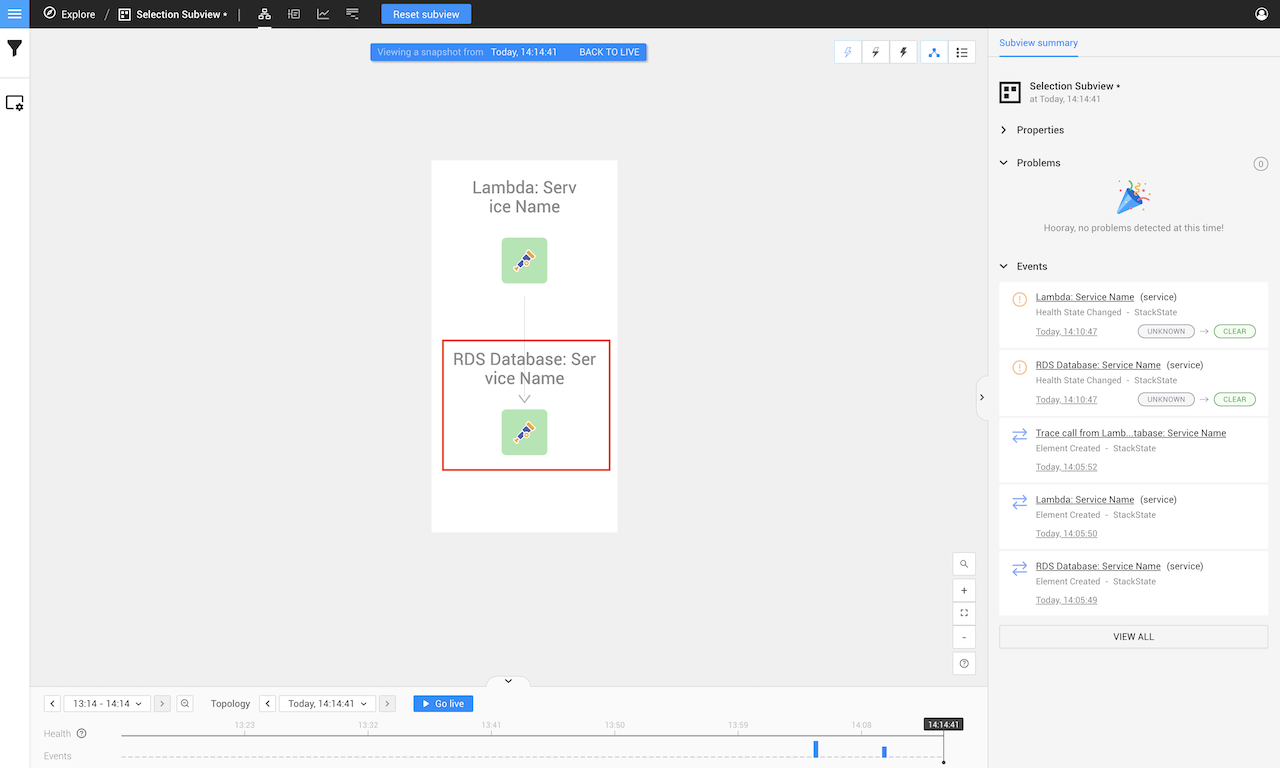 Explore / Selection Subview * | Reset subview
Viewing a snapshot from Today, 14:14:41 BACK TO LIVE
Lambda: Serv
ice Name
RDS Database: Ser
vice Name
Subview summary
Selection Subview *
at Today, 14:14:41
Properties
Problems 0
Hooray, no problems detected at this time!
Events
Lambda: Service Name (service)
Health State Changed - StackState
Today, 14:10:47 UNKNOWN → CLEAR
RDS Database: Service Name (service)
Health State Changed - StackState
Today, 14:10:47 UNKNOWN → CLEAR
Trace call from Lamb...tabase: Service Name
Element Created - StackState
Today, 14:05:52
Lambda: Service Name (service)
Element Created - StackState
Today, 14:05:50
RDS Database: Service Name (service)
Element Created - StackState
Today, 14:05:49
VIEW ALL
+
-
13:14 - 14:14 Topology Today, 14:14:41 Go live
13:23 13:32 13:41 13:50 13:59 14:08 14:14:41
Health ?
Events